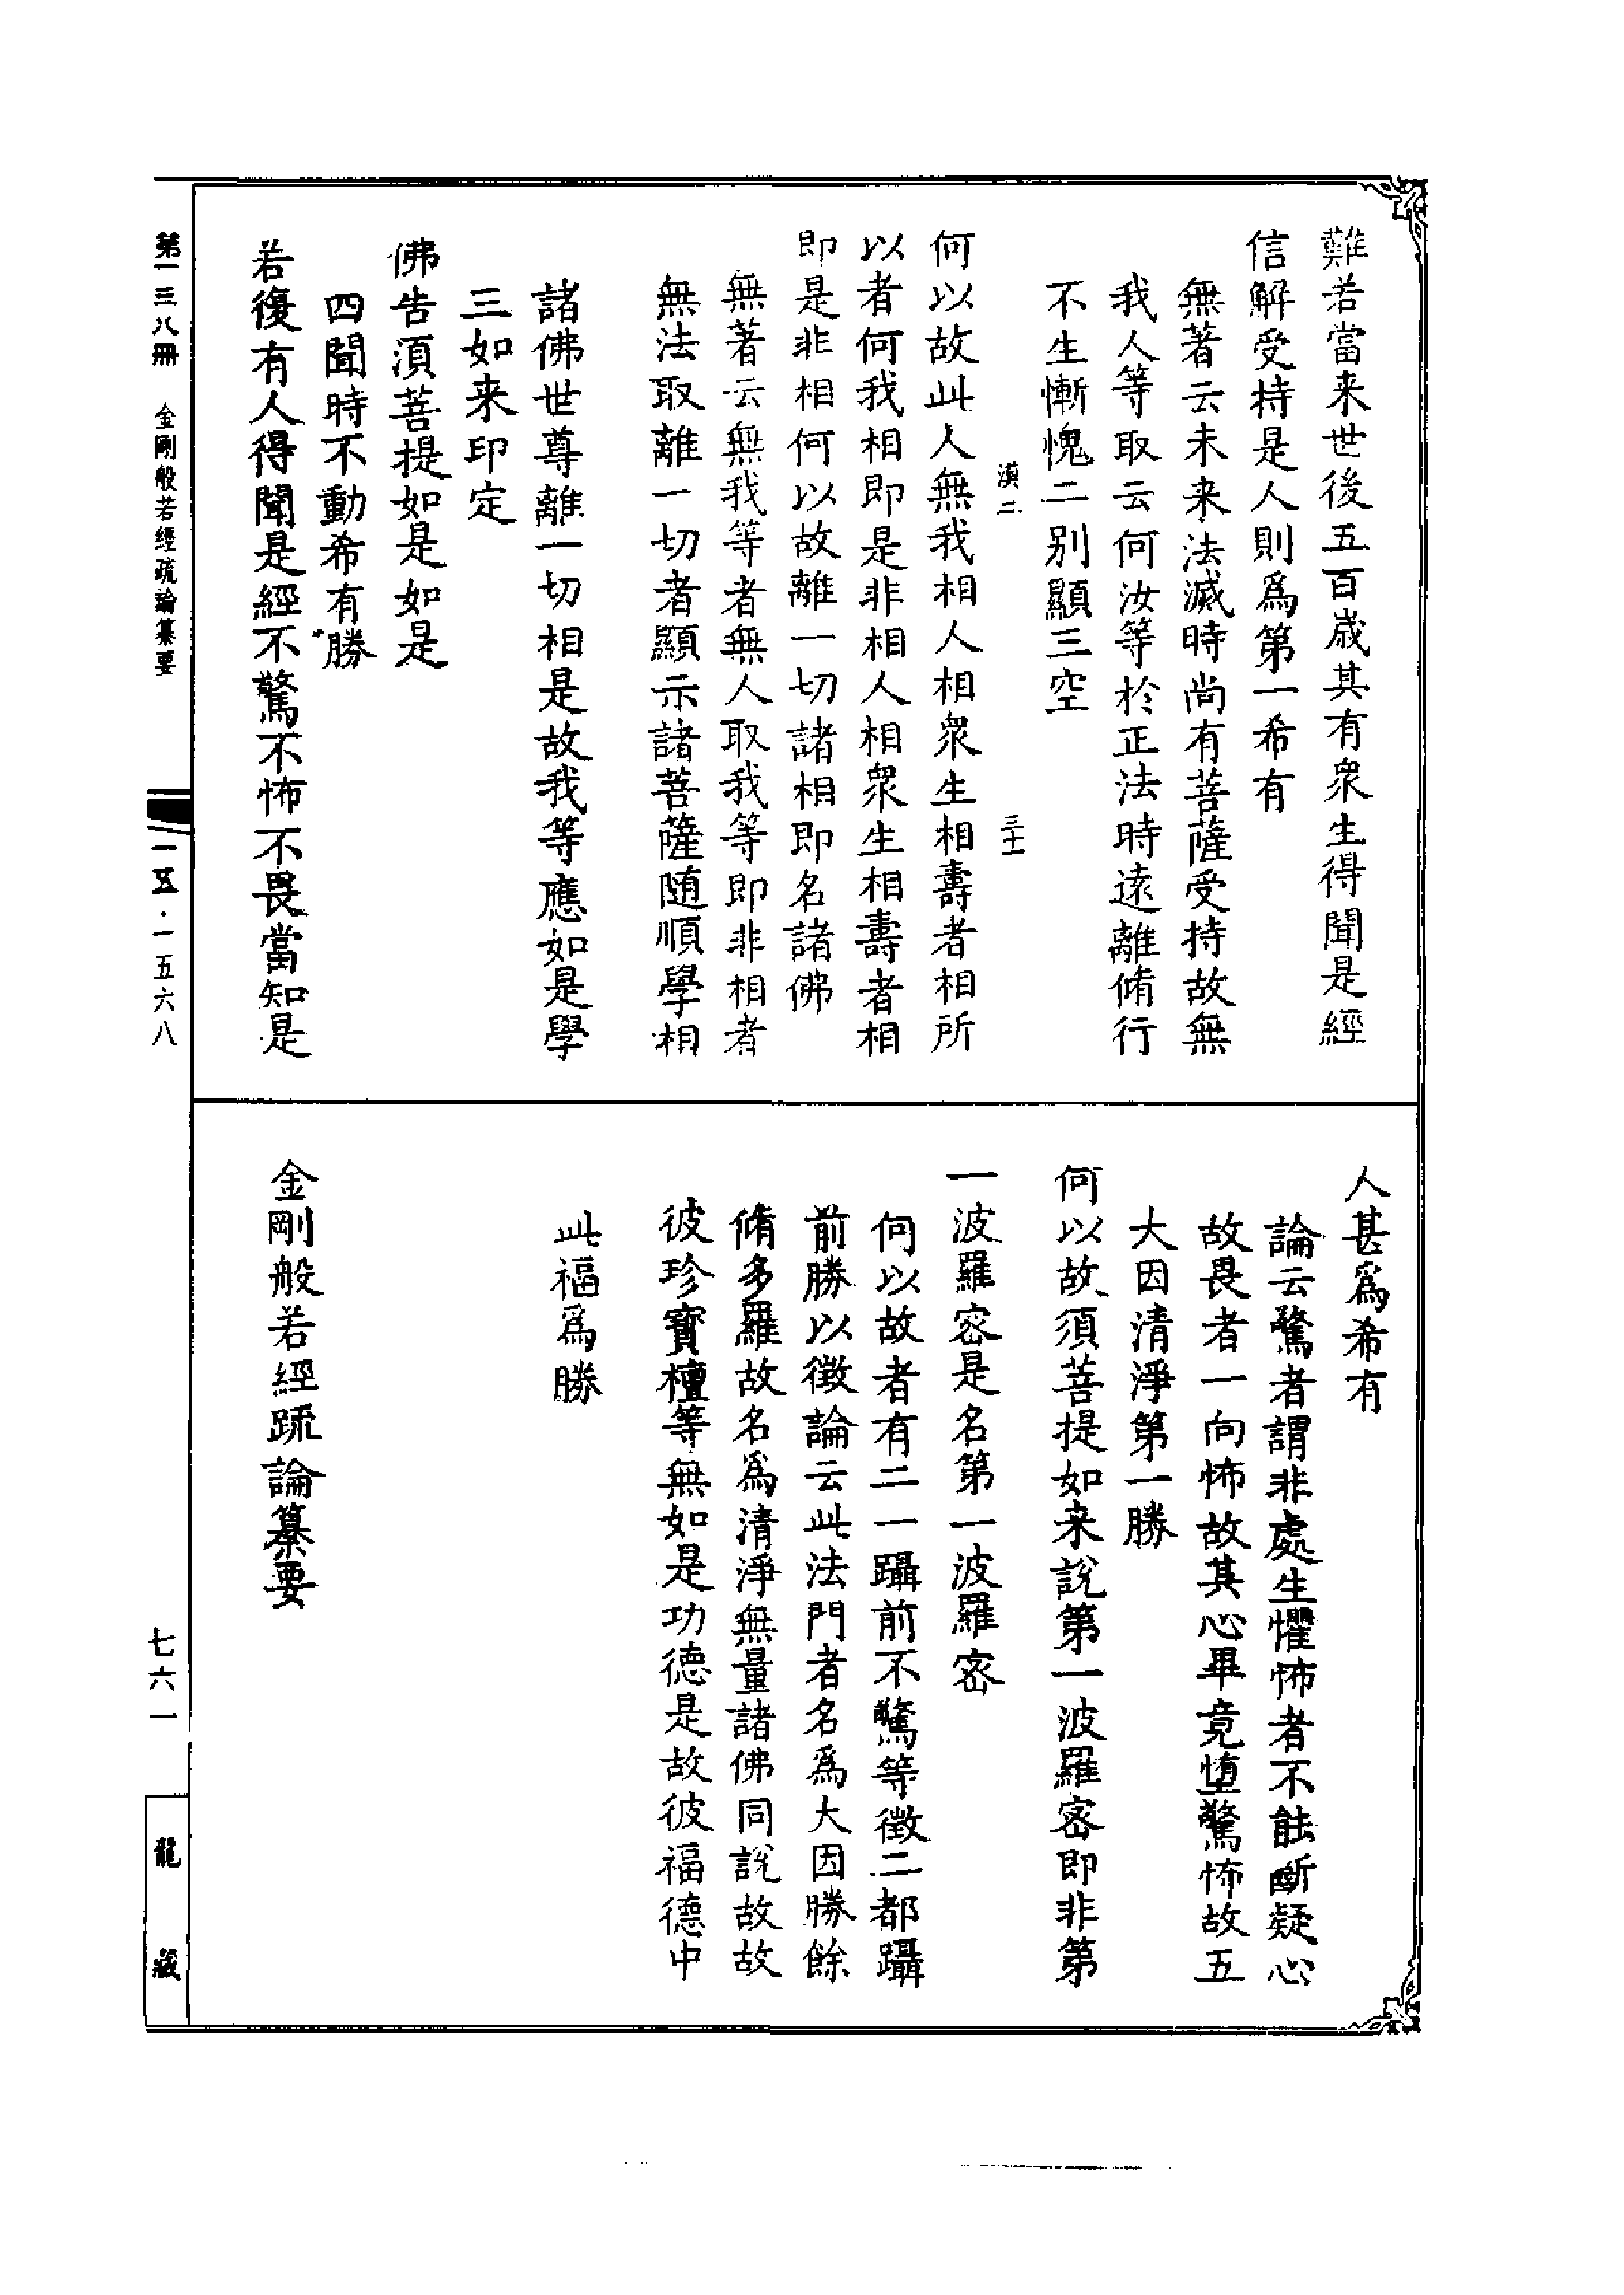 難若當来世後五百歲其有衆生得聞是經
信解受持是人則爲第一希有
無著云未来法滅時尚有菩薩受持故無
我人等取云何汝等於正法時遠離脩行
不生慚愧二別顯三空
漠二 三十一
何以故此人無我相人相衆生相壽者相所
以者何我相即是非相人相衆生相壽者相
即是非相何以故離一切諸相即名諸佛
無著云無我等者無人取我等即非相者
無法取離一切者顯示諸菩薩随順學相
諸佛世尊離一切相是故我等應如是學
三如来印定
佛告湏菩提如是如是
四聞時不動希有勝
若復有人得聞是經不驚不怖不畏當知是
人甚爲希有
論云驚者謂非處生懼怖者不能斷疑心
故畏者一向怖故其心畢竟堕驚怖故五
大因清淨第一勝
何以故須菩提如来說第一波羅密即非第
一波羅密是名第一波羅密
何以故者有二一躡前不驚等徵二都躡
前勝以徵論云此法門者名爲大因勝餘
脩多羅故名爲清淨無量諸佛同説故故
彼珍寶檀等無如是功德是故彼福德中
此福爲勝
金剛般若經疏論纂要
第一三八冊 金剛般若經疏論纂要
一五·一五六八
七六一
龍藏